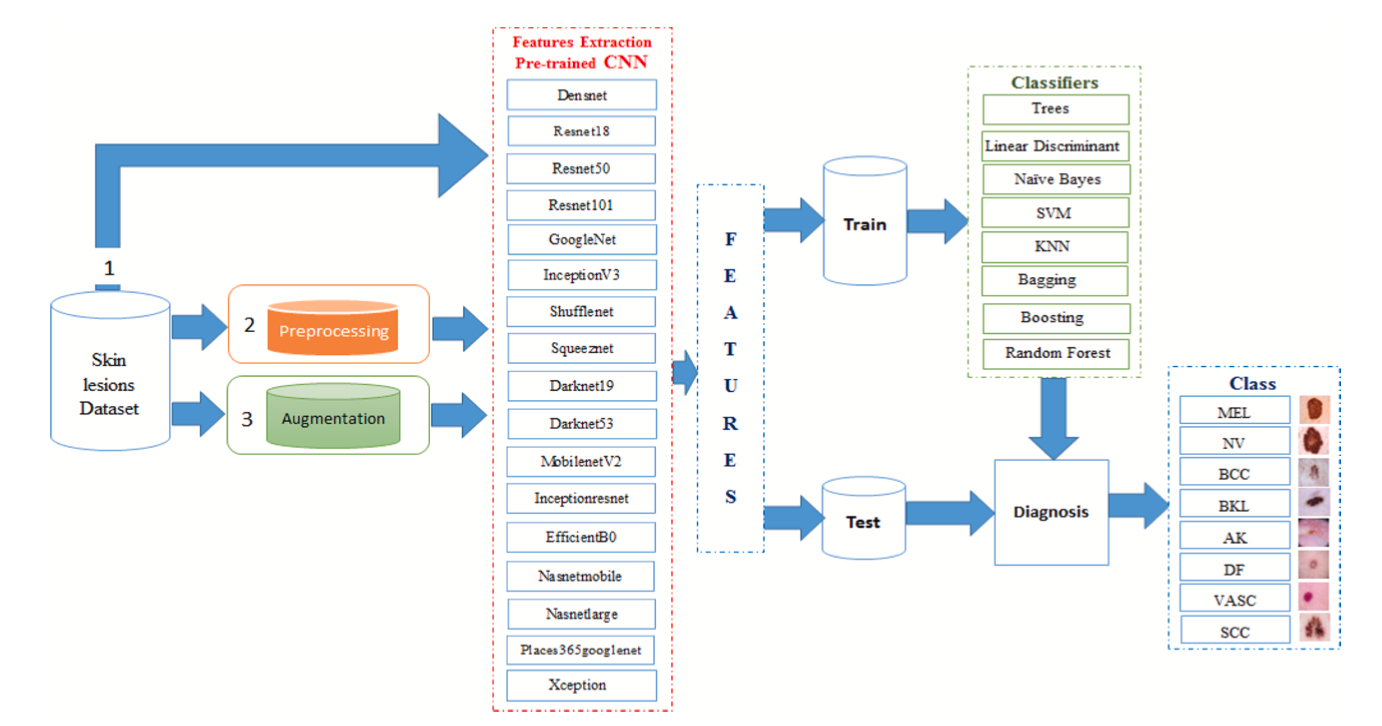 1
Skin
lesions
Dataset
2
Preprocessing
3
Augmentation
Features Extraction
Pre-trained CNN
Densnet
Resnet18
Resnet50
Resnet101
GoogleNet
InceptionV3
Shufflenet
Squeeznet
Darknet19
Darknet53
MobilenetV2
Inceptionresnet
EfficientB0
Nasnetmobile
Nasnetlarge
Places365googlenet
Xception
F
E
A
T
U
R
E
S
Train
Test
Classifiers
Trees
Linear Discriminant
Naïve Bayes
SVM
KNN
Bagging
Boosting
Random Forest
Diagnosis
Class
MEL
NV
BCC
BKL
AK
DF
VASC
SCC